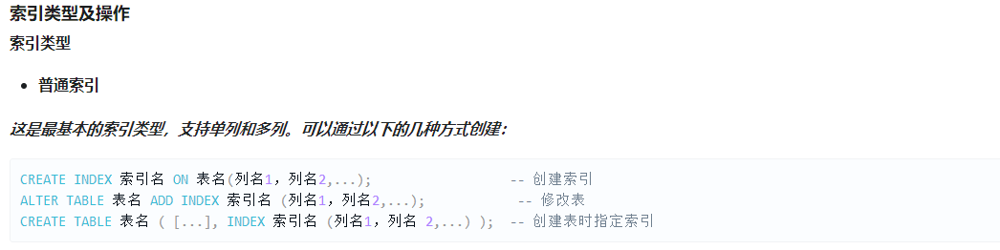 索引类型及操作
索引类型
• 普通索引
这是最基本的索引类型，支持单列和多列。可以通过以下的几种方式创建：
CREATE INDEX 索引名 ON 表名(列名1，列名2,...); -- 创建索引
ALTER TABLE 表名 ADD INDEX 索引名 (列名1，列名2,...); -- 修改表
CREATE TABLE 表名 ( [...], INDEX 索引名 (列名1，列名 2,...) ); -- 创建表时指定索引